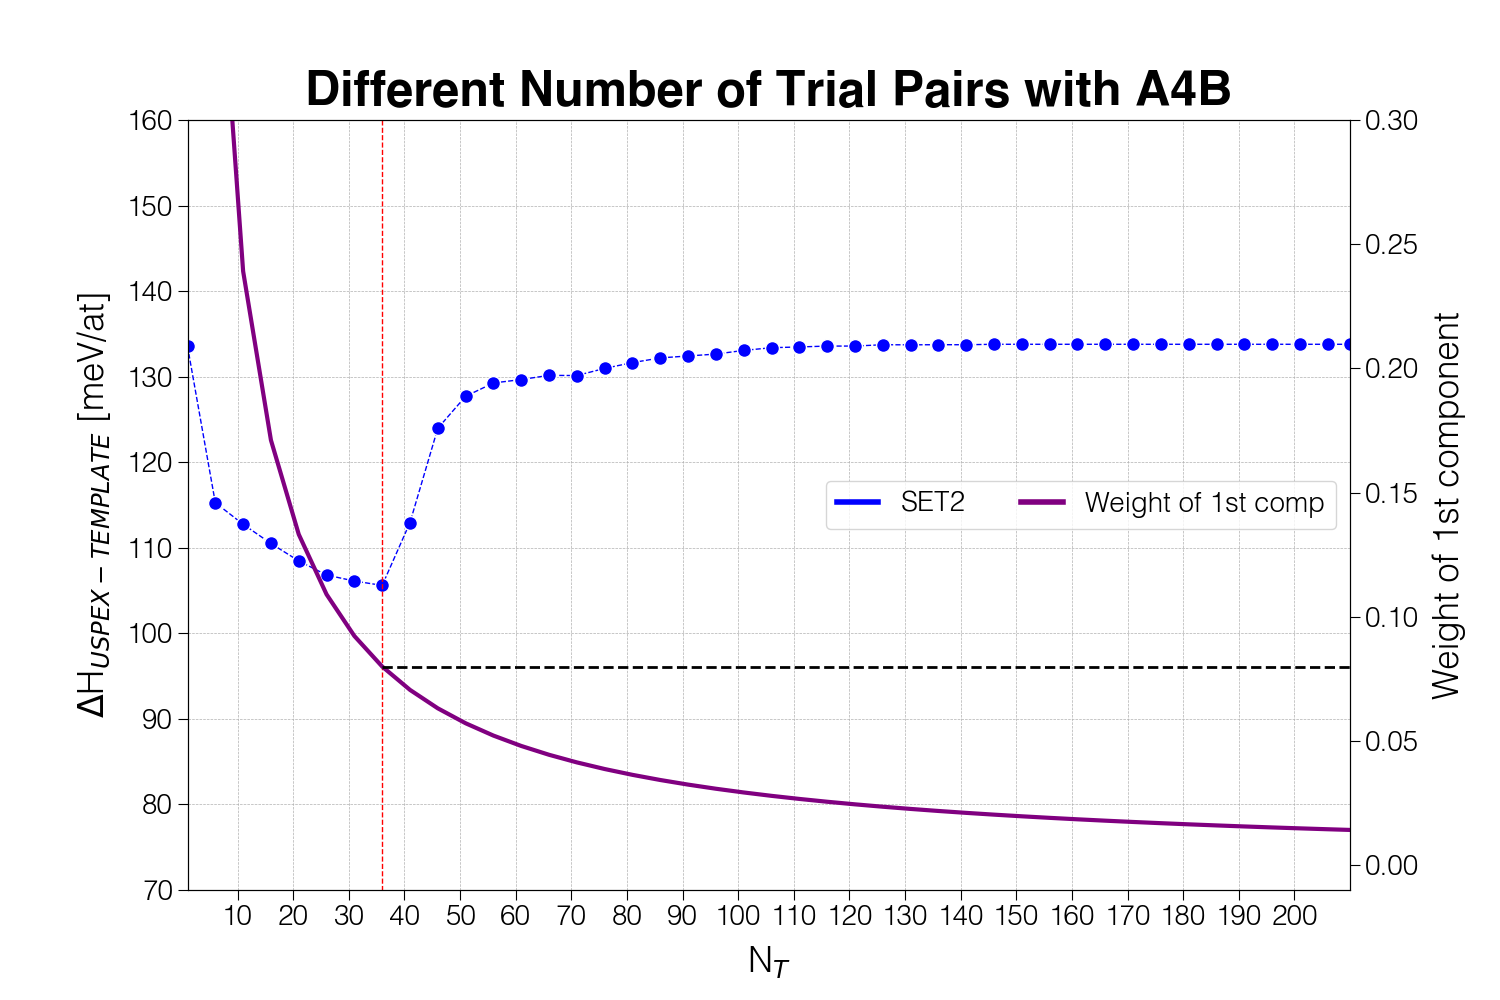 Different Number of Trial Pairs with A4B
160
150
140
130
120
110
100
90
80
70
ΔH_{USPEX − TEMPLATE} [meV/at]
0.30
0.25
0.20
0.15
0.10
0.05
0.00
Weight of 1st component
SET2 Weight of 1st comp
10 20 30 40 50 60 70 80 90 100 110 120 130 140 150 160 170 180 190 200
N_T